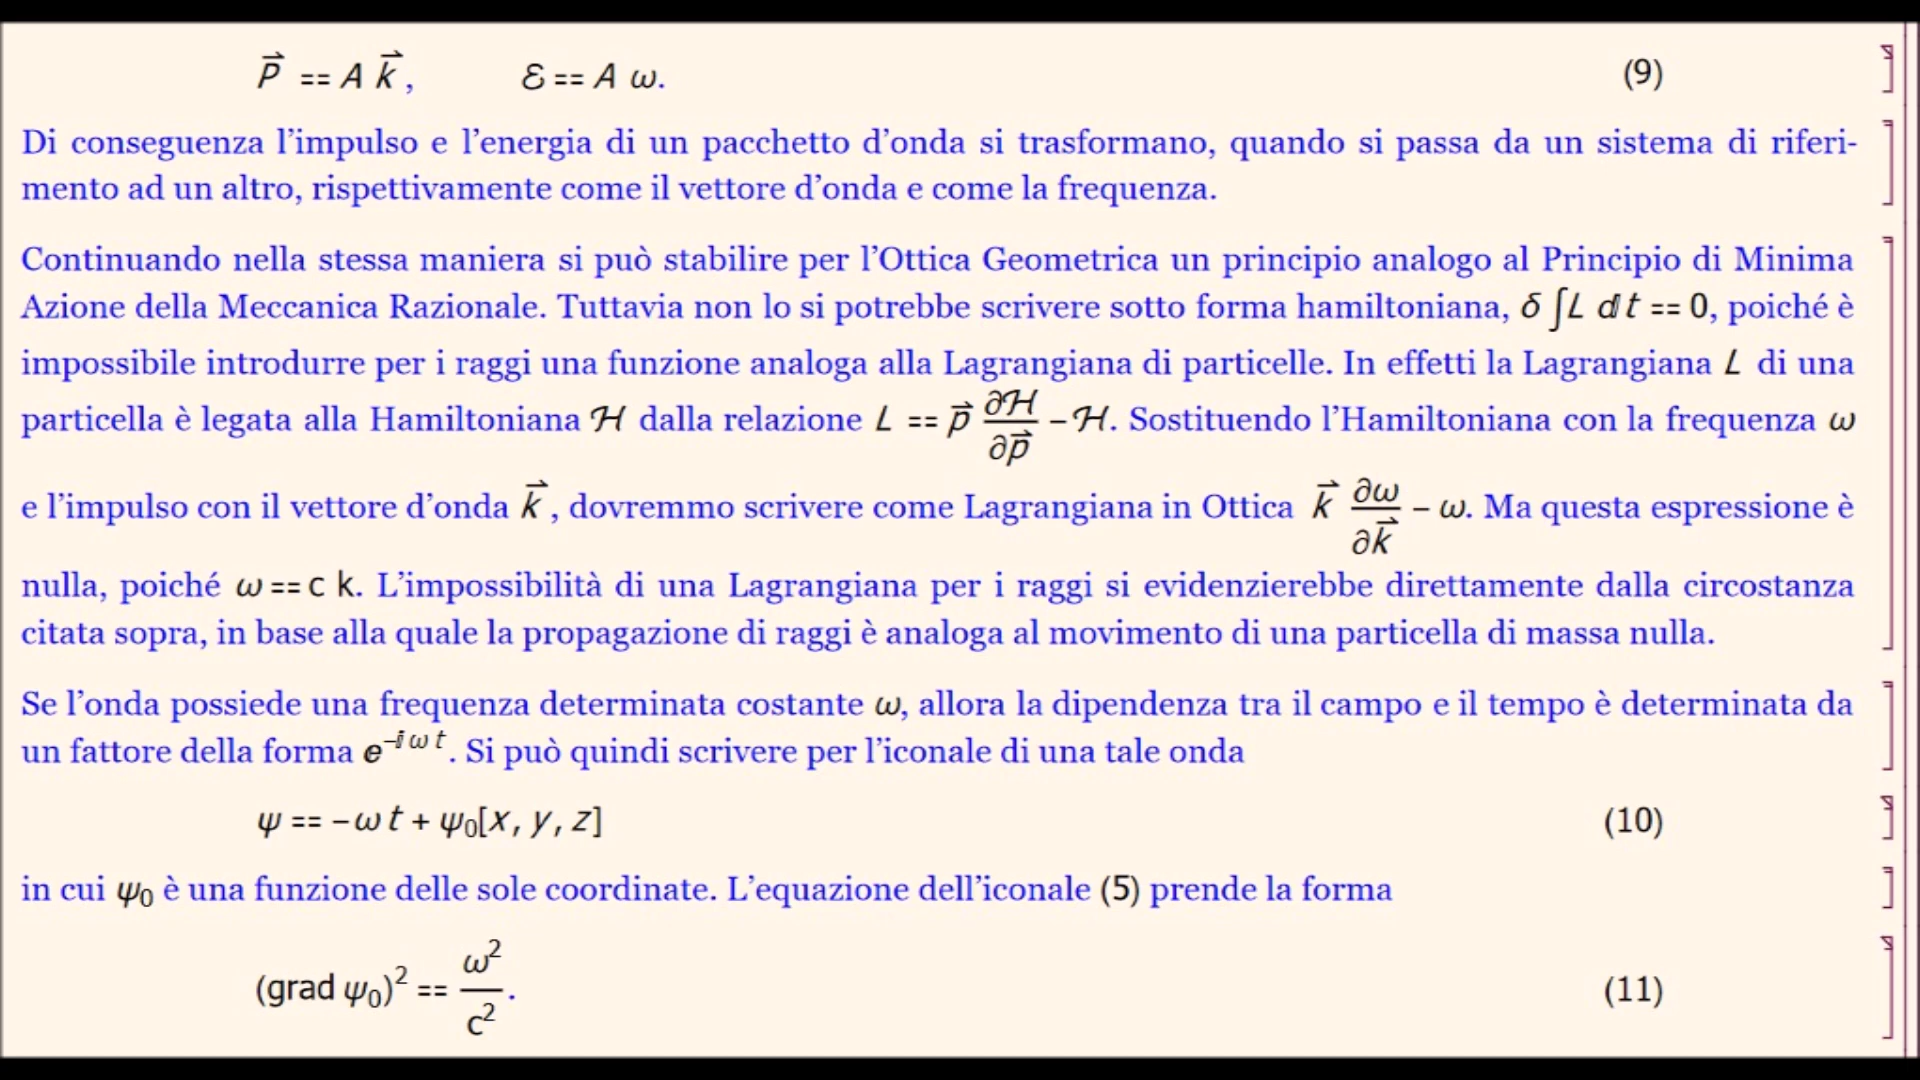 P⃗ == A k⃗ ,   ℰ == A ω.   (9)
Di conseguenza l’impulso e l’energia di un pacchetto d’onda si trasformano, quando si passa da un sistema di riferi-
mento ad un altro, rispettivamente come il vettore d’onda e come la frequenza.
Continuando nella stessa maniera si può stabilire per l’Ottica Geometrica un principio analogo al Principio di Minima
Azione della Meccanica Razionale. Tuttavia non lo si potrebbe scrivere sotto forma hamiltoniana, δ ∫L ⅆt == 0, poiché è
impossibile introdurre per i raggi una funzione analoga alla Lagrangiana di particelle. In effetti la Lagrangiana L di una
particella è legata alla Hamiltoniana ℋ dalla relazione L == p⃗ ∂ℋ/∂p⃗ − ℋ. Sostituendo l’Hamiltoniana con la frequenza ω
e l’impulso con il vettore d’onda k⃗ , dovremmo scrivere come Lagrangiana in Ottica k⃗ ∂ω/∂k⃗ − ω. Ma questa espressione è
nulla, poiché ω == c k. L’impossibilità di una Lagrangiana per i raggi si evidenzierebbe direttamente dalla circostanza
citata sopra, in base alla quale la propagazione di raggi è analoga al movimento di una particella di massa nulla.
Se l’onda possiede una frequenza determinata costante ω, allora la dipendenza tra il campo e il tempo è determinata da
un fattore della forma ⅇ^(−ⅈ ω t) . Si può quindi scrivere per l’iconale di una tale onda
ψ == −ω t + ψ₀[x, y, z]   (10)
in cui ψ₀ è una funzione delle sole coordinate. L’equazione dell’iconale (5) prende la forma
(grad ψ₀)² == ω²/c² .   (11)